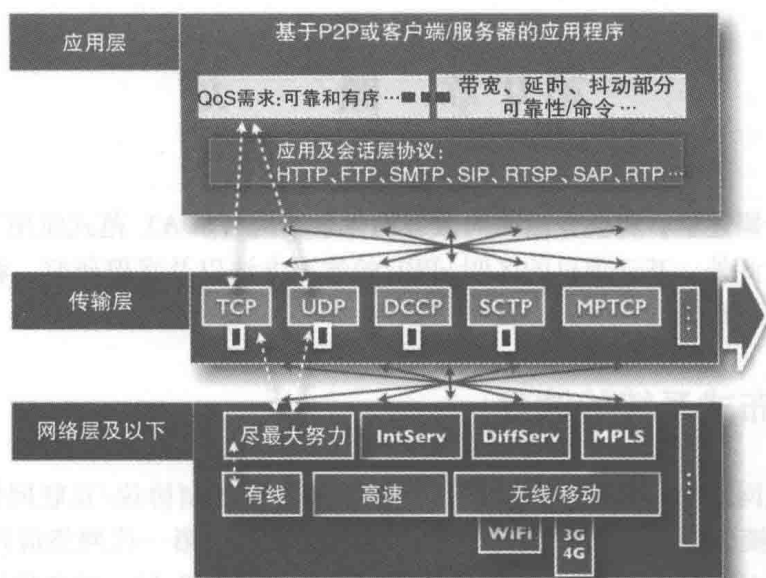 应用层
基于P2P或客户端/服务器的应用程序
QoS需求:可靠和有序…
带宽、延时、抖动部分
可靠性/命令…
应用及会话层协议:
HTTP、FTP、SMTP、SIP、RTSP、SAP、RTP…
传输层
TCP
UDP
DCCP
SCTP
MPTCP
…
网络层及以下
尽最大努力
IntServ
DiffServ
MPLS
…
有线
高速
无线/移动
WiFi
3G
4G